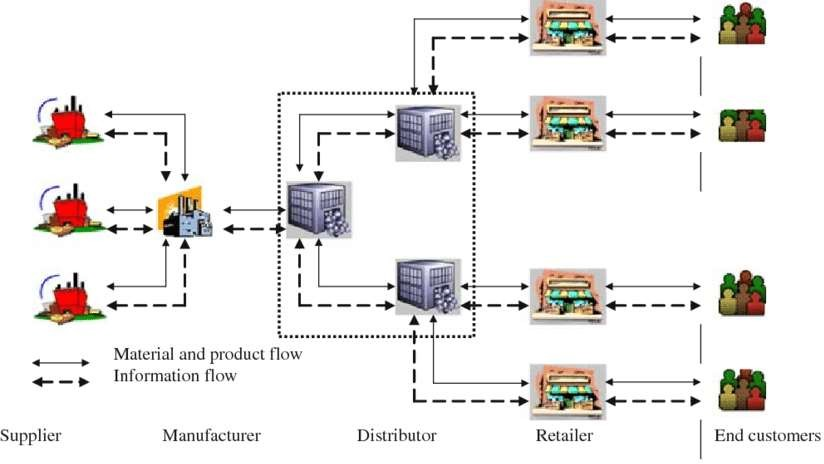 Material and product flow
Information flow
Supplier
Manufacturer
Distributor
Retailer
End customers